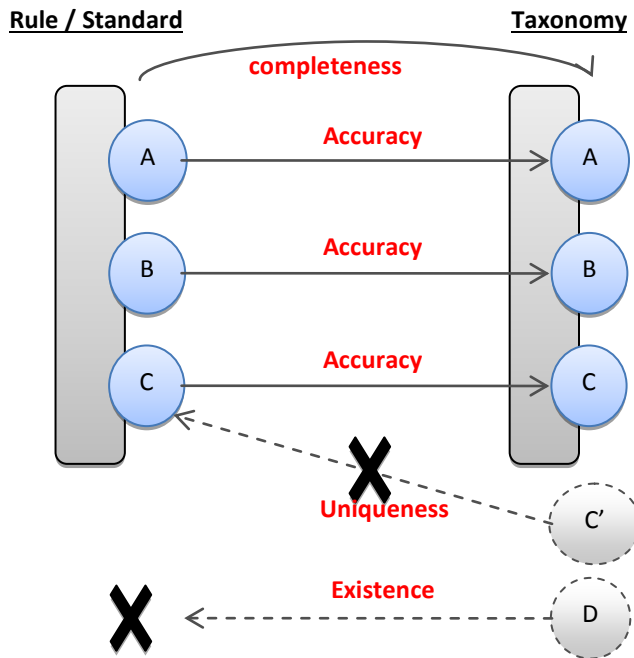 Rule / Standard
Taxonomy
completeness
A
Accuracy
A
B
Accuracy
B
C
Accuracy
C
Uniqueness
C’
Existence
D